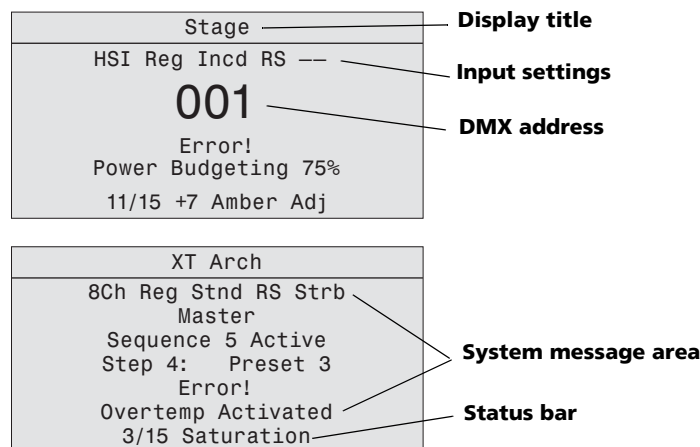 Stage
HSI Reg Incd RS ––
001
Error!
Power Budgeting 75%
11/15 +7 Amber Adj
Display title
Input settings
DMX address
XT Arch
8Ch Reg Stnd RS Strb
Master
Sequence 5 Active
Step 4: Preset 3
Error!
Overtemp Activated
3/15 Saturation
System message area
Status bar